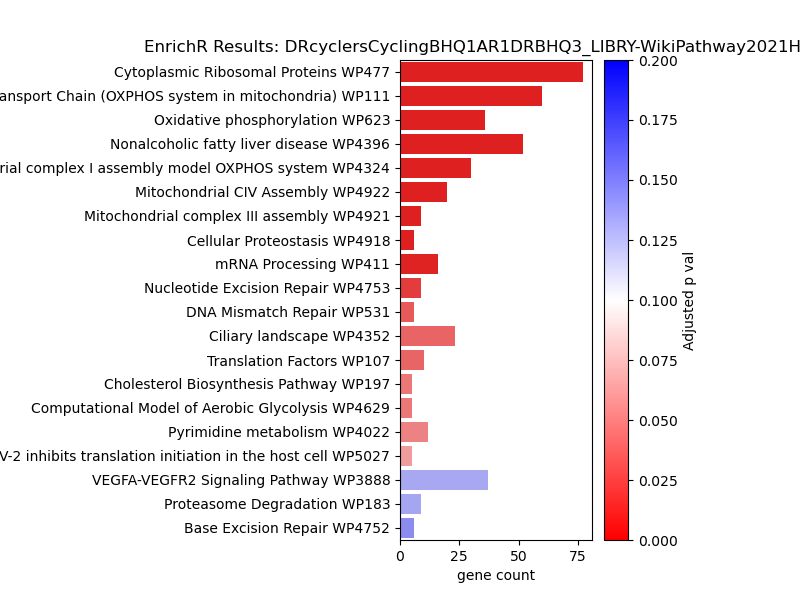 EnrichR Results: DRcyclersCyclingBHQ1AR1DRBHQ3_LIBRY-WikiPathway2021H
Cytoplasmic Ribosomal Proteins WP477
ansport Chain (OXPHOS system in mitochondria) WP111
Oxidative phosphorylation WP623
Nonalcoholic fatty liver disease WP4396
rial complex I assembly model OXPHOS system WP4324
Mitochondrial CIV Assembly WP4922
Mitochondrial complex III assembly WP4921
Cellular Proteostasis WP4918
mRNA Processing WP411
Nucleotide Excision Repair WP4753
DNA Mismatch Repair WP531
Ciliary landscape WP4352
Translation Factors WP107
Cholesterol Biosynthesis Pathway WP197
Computational Model of Aerobic Glycolysis WP4629
Pyrimidine metabolism WP4022
V-2 inhibits translation initiation in the host cell WP5027
VEGFA-VEGFR2 Signaling Pathway WP3888
Proteasome Degradation WP183
Base Excision Repair WP4752
0 25 50 75
gene count
0.200
0.175
0.150
0.125
0.100
0.075
0.050
0.025
0.000
Adjusted p val